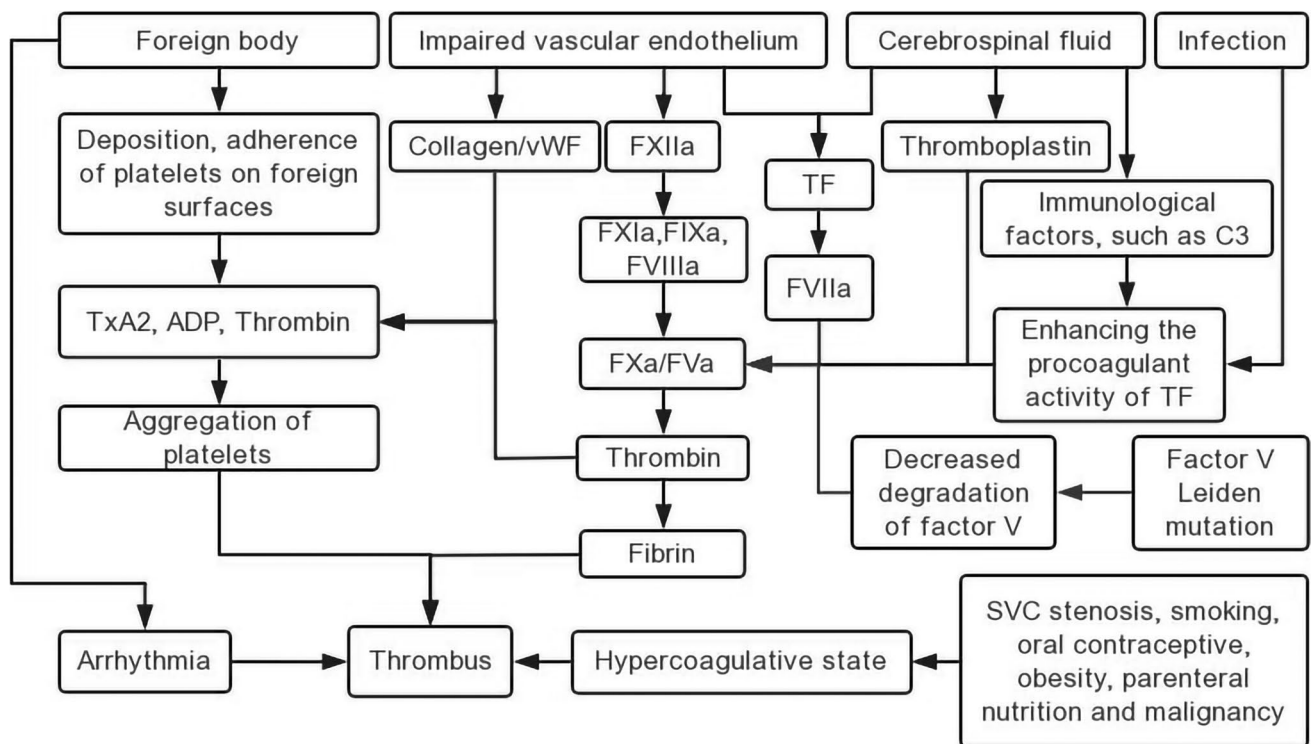 Foreign body
Impaired vascular endothelium
Cerebrospinal fluid
Infection
Deposition, adherence
of platelets on foreign
surfaces
Collagen/vWF
FXIIa
TF
Thromboplastin
Immunological
factors, such as C3
FXIa,FIXa,
FVIIIa
FVIIa
TxA2, ADP, Thrombin
FXa/FVa
Enhancing the
procoagulant
activity of TF
Aggregation of
platelets
Thrombin
Decreased
degradation
of factor V
Factor V
Leiden
mutation
Fibrin
Arrhythmia
Thrombus
Hypercoagulative state
SVC stenosis, smoking,
oral contraceptive,
obesity, parenteral
nutrition and malignancy